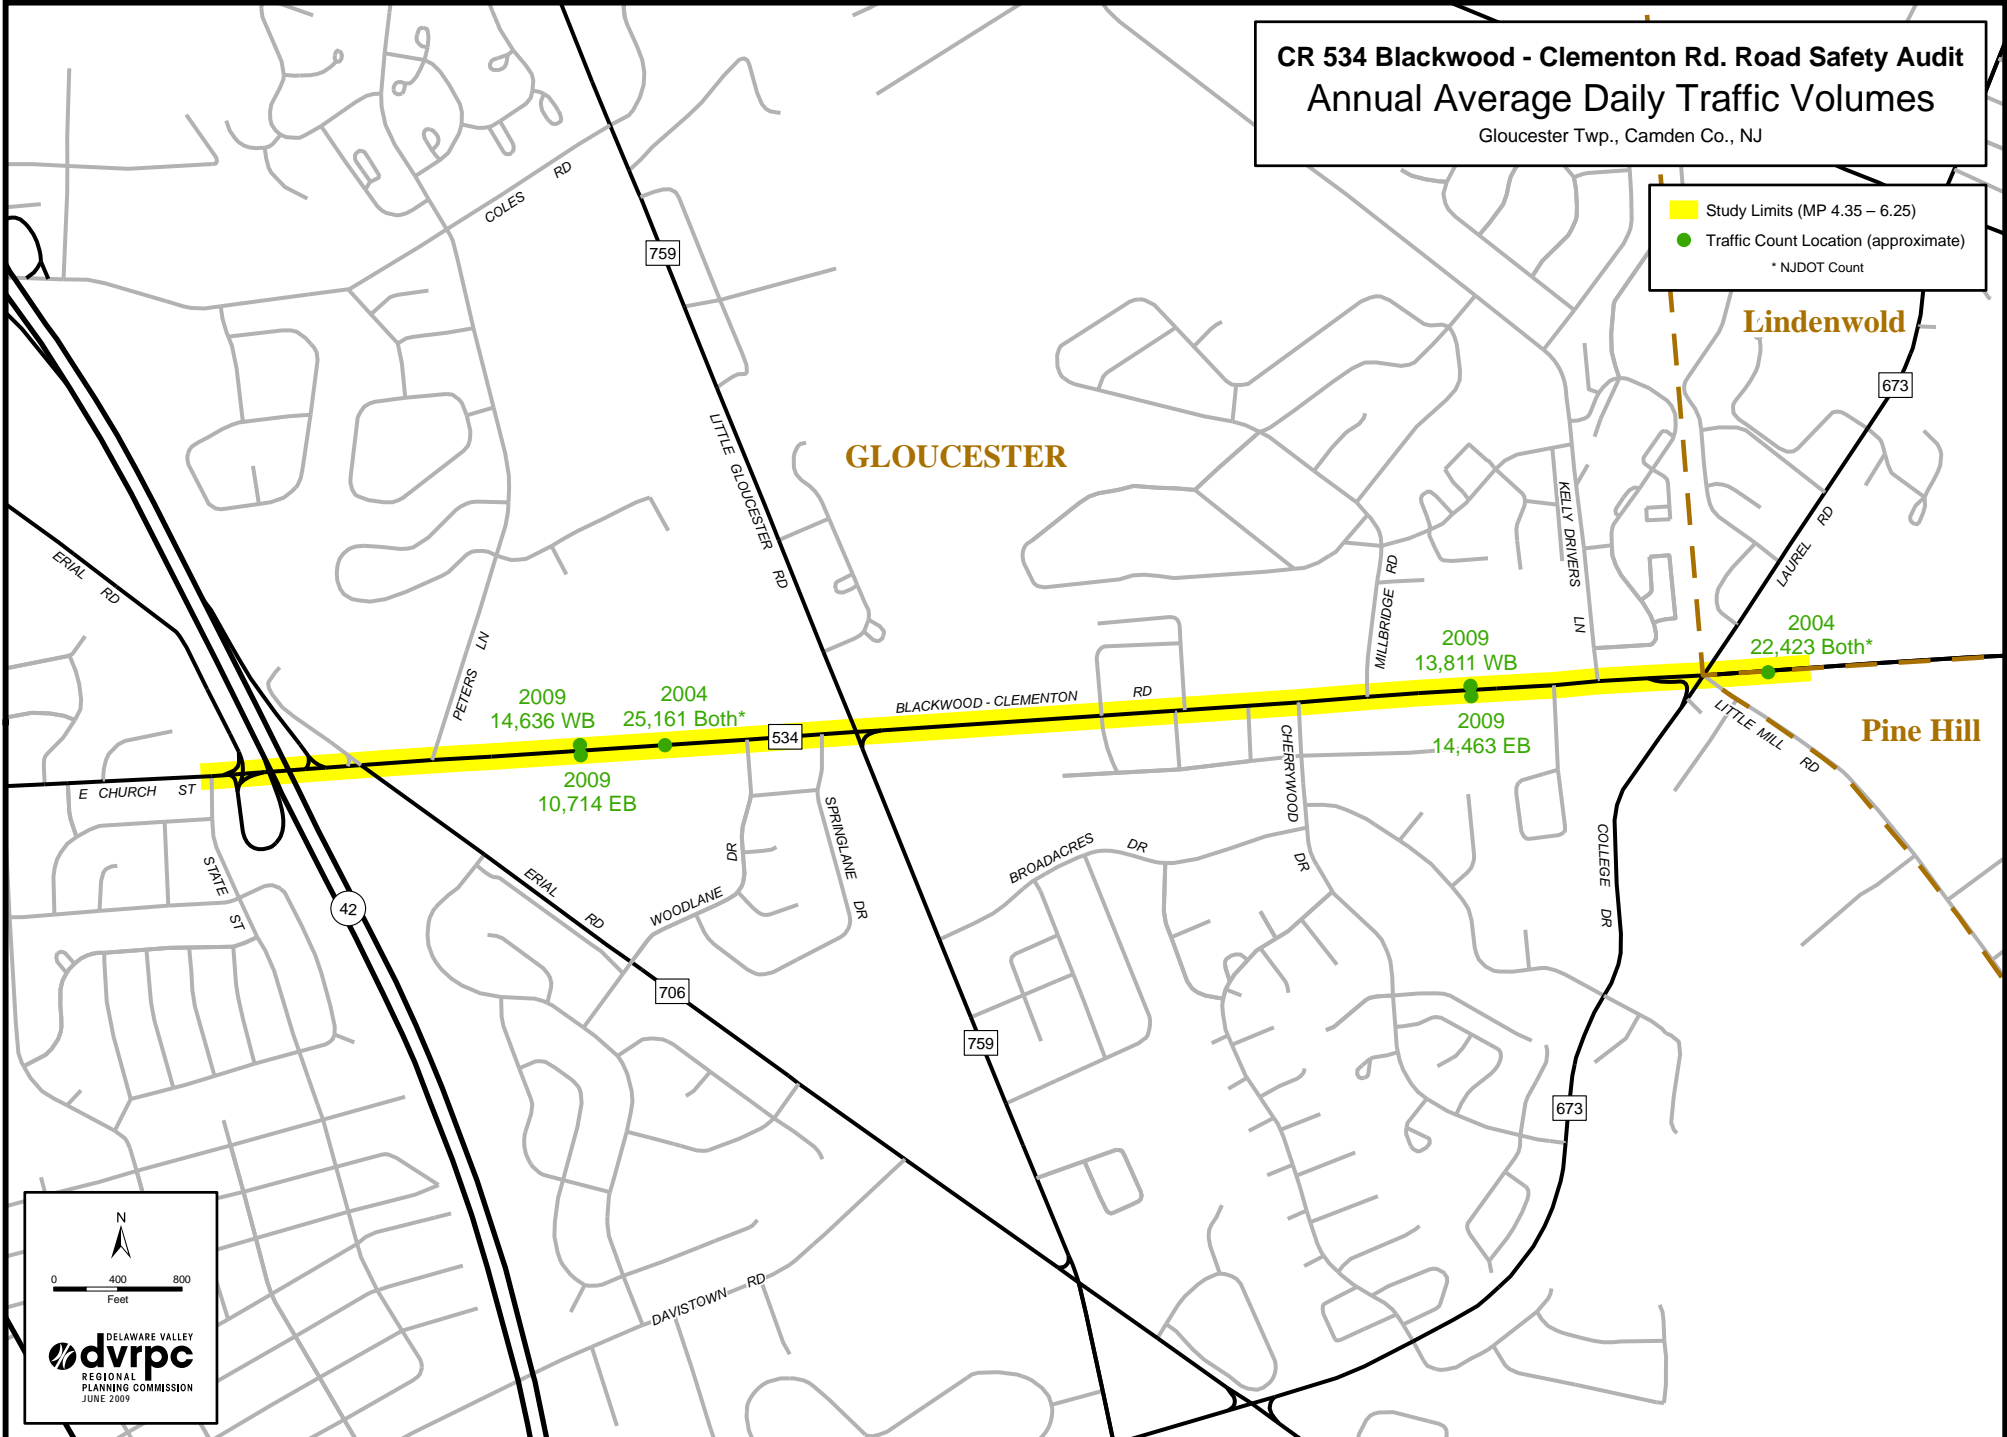 CR 534 Blackwood - Clementon Rd. Road Safety Audit
Annual Average Daily Traffic Volumes
Gloucester Twp., Camden Co., NJ
Study Limits (MP 4.35 – 6.25)
Traffic Count Location (approximate)
* NJDOT Count
Lindenwold
GLOUCESTER
Pine Hill
COLES RD
759
673
LITTLE GLOUCESTER RD
KELLY DRIVERS LN
LAUREL RD
ERIAL RD
MILLBRIDGE RD
PETERS LN
2009
14,636 WB
2004
25,161 Both*
2009
13,811 WB
2004
22,423 Both*
BLACKWOOD - CLEMENTON RD
534
2009
10,714 EB
2009
14,463 EB
E CHURCH ST
LITTLE MILL RD
CHERRYWOOD DR
SPRINGLANE DR
STATE ST
BROADACRES DR
COLLEGE DR
ERIAL RD
WOODLANE DR
42
706
759
673
DAVISTOWN RD
N
0 400 800
Feet
DELAWARE VALLEY
dvrpc
REGIONAL
PLANNING COMMISSION
JUNE 2009